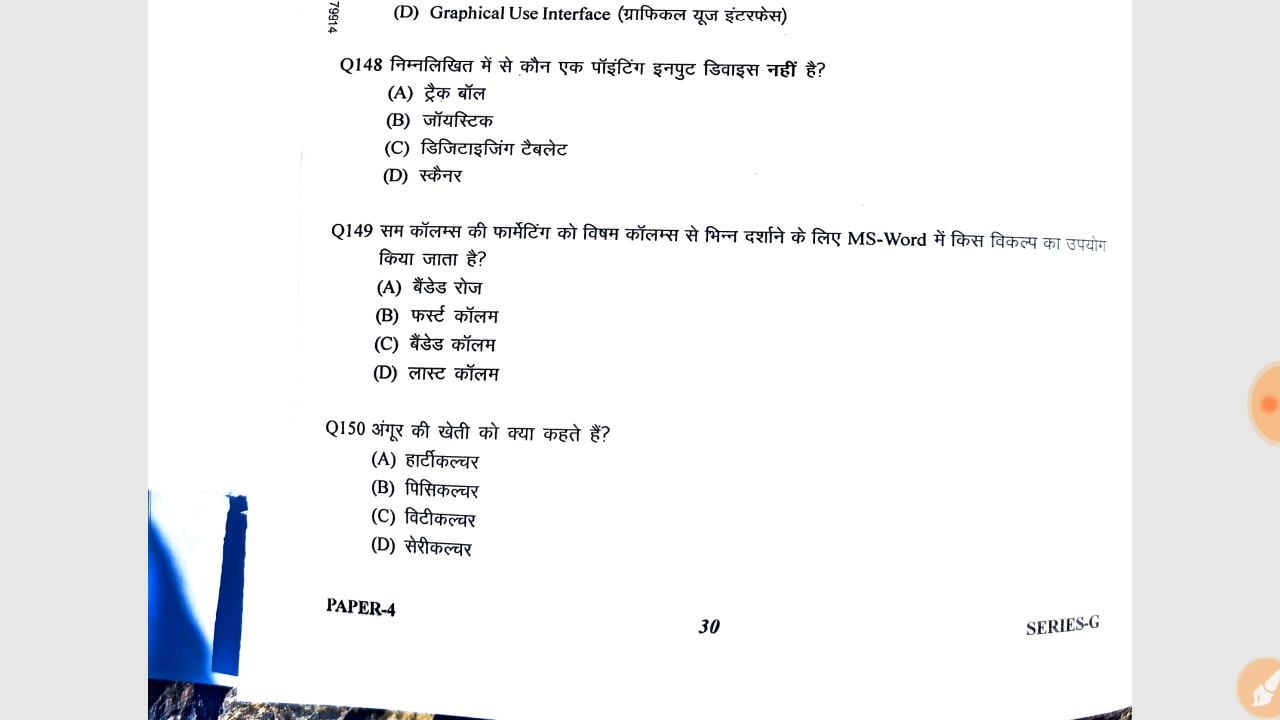 79914
(D) Graphical Use Interface (ग्राफिकल यूज इंटरफेस)
Q148 निम्नलिखित में से कौन एक पॉइंटिंग इनपुट डिवाइस नहीं है?
(A) ट्रैक बॉल
(B) जॉयस्टिक
(C) डिजिटाइजिंग टैबलेट
(D) स्कैनर
Q149 सम कॉलम्स की फार्मेटिंग को विषम कॉलम्स से भिन्न दर्शाने के लिए MS-Word में किस विकल्प का उपयोग
किया जाता है?
(A) बैंडेड रोज
(B) फर्स्ट कॉलम
(C) बैंडेड कॉलम
(D) लास्ट कॉलम
Q150 अंगूर की खेती को क्या कहते हैं?
(A) हार्टीकल्चर
(B) पिसिकल्चर
(C) विटीकल्चर
(D) सेरीकल्चर
PAPER-4
30
SERIES-G